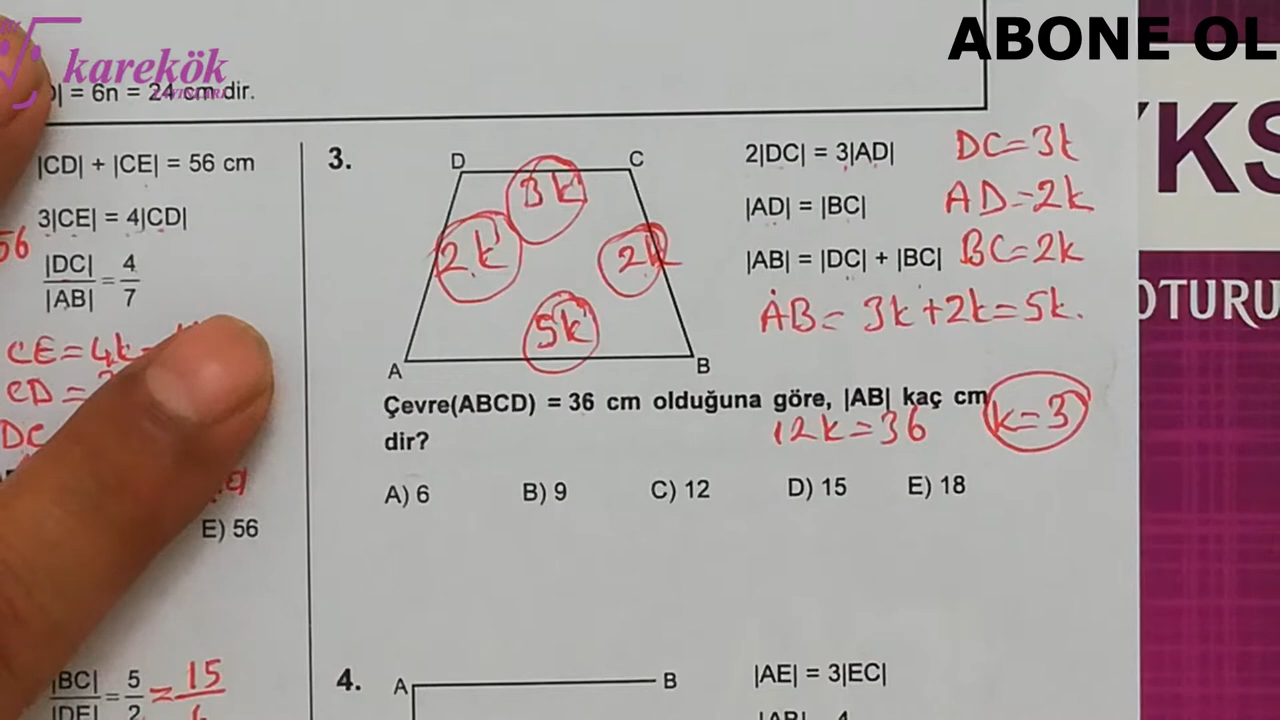 karekök
ABONE OL
| = 6n = 24 cm dir.
|CD| + |CE| = 56 cm
3|CE| = 4|CD|
56
|DC| / |AB| = 4 / 7
CE = 4k =
CD =
DC
E) 56
|BC| / |DE| = 5 / 2 = 15
3.
D C
3k
2k 2k
5k
A B
2|DC| = 3|AD| DC = 3k
|AD| = |BC| AD = 2k
|AB| = |DC| + |BC| BC = 2k
AB = 3k + 2k = 5k.
Çevre(ABCD) = 36 cm olduğuna göre, |AB| kaç cm
dir? 12k = 36 k = 3
A) 6 B) 9 C) 12 D) 15 E) 18
4. A B |AE| = 3|EC|
YKS
OTURU